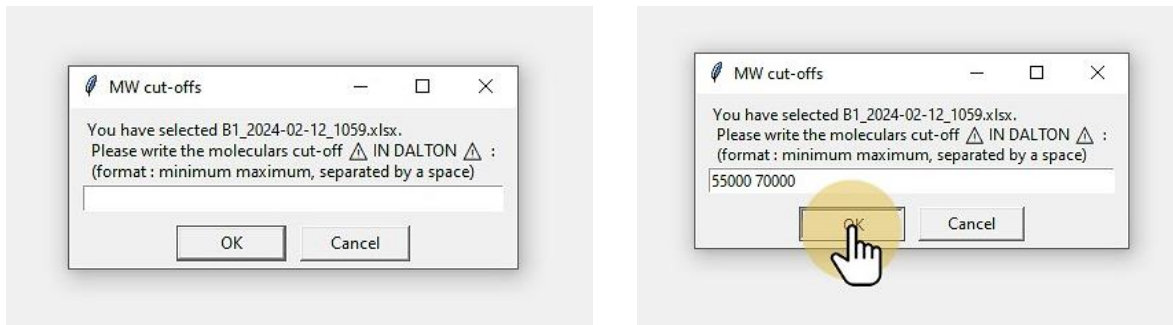 MW cut-offs
You have selected B1_2024-02-12_1059.xlsx.
Please write the moleculars cut-off ⚠ IN DALTON ⚠ :
(format : minimum maximum, separated by a space)
OK
Cancel
MW cut-offs
You have selected B1_2024-02-12_1059.xlsx.
Please write the moleculars cut-off ⚠ IN DALTON ⚠ :
(format : minimum maximum, separated by a space)
55000 70000
OK
Cancel